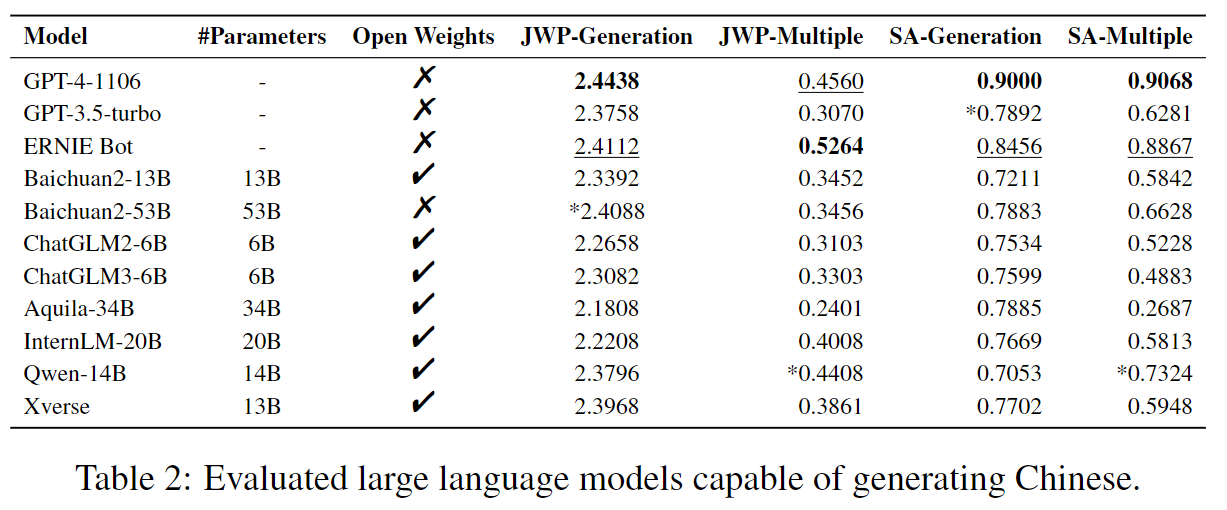 Model #Parameters Open Weights JWP-Generation JWP-Multiple SA-Generation SA-Multiple
GPT-4-1106 - ✗ 2.4438 0.4560 0.9000 0.9068
GPT-3.5-turbo - ✗ 2.3758 0.3070 *0.7892 0.6281
ERNIE Bot - ✗ 2.4112 0.5264 0.8456 0.8867
Baichuan2-13B 13B ✔ 2.3392 0.3452 0.7211 0.5842
Baichuan2-53B 53B ✗ *2.4088 0.3456 0.7883 0.6628
ChatGLM2-6B 6B ✔ 2.2658 0.3103 0.7534 0.5228
ChatGLM3-6B 6B ✔ 2.3082 0.3303 0.7599 0.4883
Aquila-34B 34B ✔ 2.1808 0.2401 0.7885 0.2687
InternLM-20B 20B ✔ 2.2208 0.4008 0.7669 0.5813
Qwen-14B 14B ✔ 2.3796 *0.4408 0.7053 *0.7324
Xverse 13B ✔ 2.3968 0.3861 0.7702 0.5948
Table 2: Evaluated large language models capable of generating Chinese.